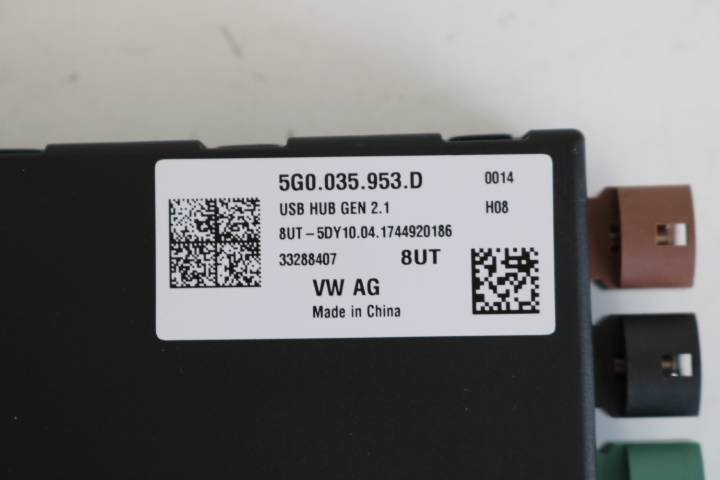 5G0.035.953.D 0014
USB HUB GEN 2.1 H08
8UT-5DY10.04.1744920186
33288407 8UT
VW AG
Made in China